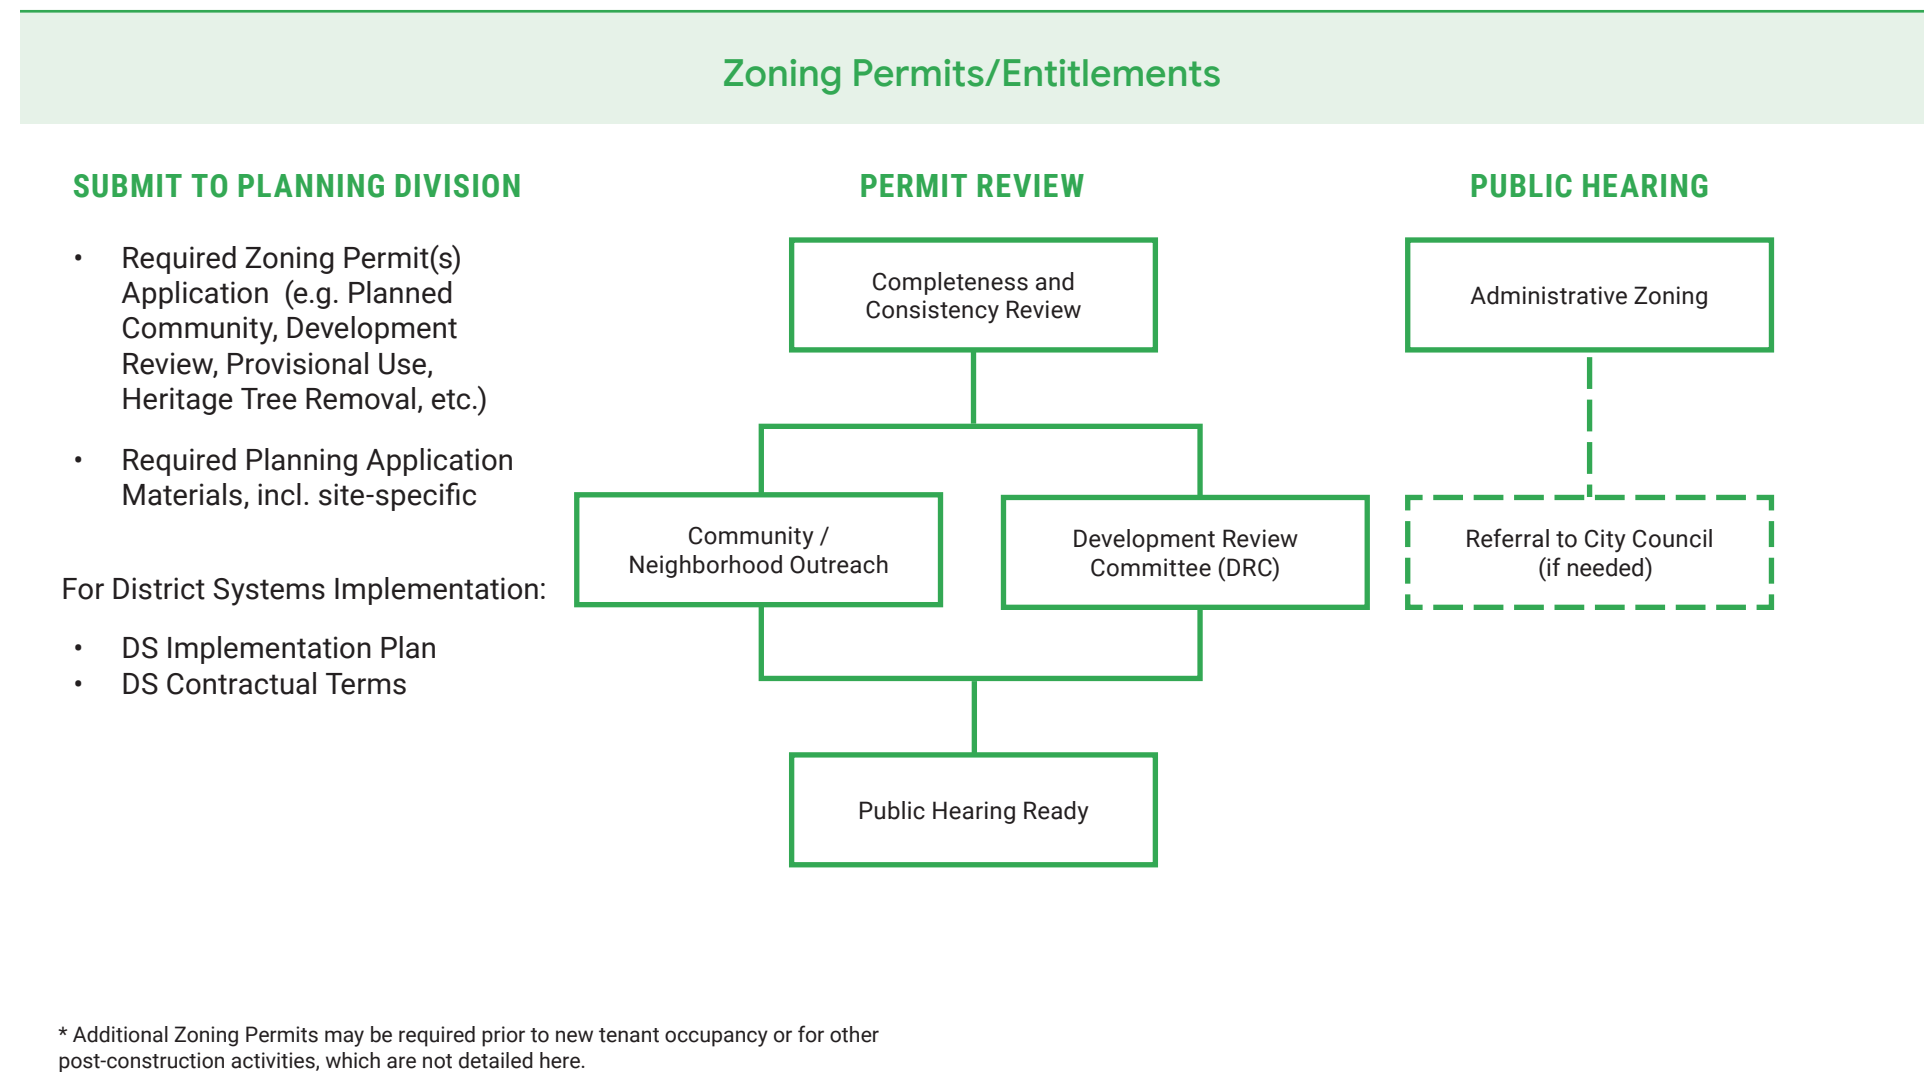 Zoning Permits/Entitlements
SUBMIT TO PLANNING DIVISION
• Required Zoning Permit(s)
Application (e.g. Planned
Community, Development
Review, Provisional Use,
Heritage Tree Removal, etc.)
• Required Planning Application
Materials, incl. site-specific
For District Systems Implementation:
• DS Implementation Plan
• DS Contractual Terms
PERMIT REVIEW
Completeness and
Consistency Review
Community /
Neighborhood Outreach
Development Review
Committee (DRC)
Public Hearing Ready
PUBLIC HEARING
Administrative Zoning
Referral to City Council
(if needed)
* Additional Zoning Permits may be required prior to new tenant occupancy or for other
post-construction activities, which are not detailed here.